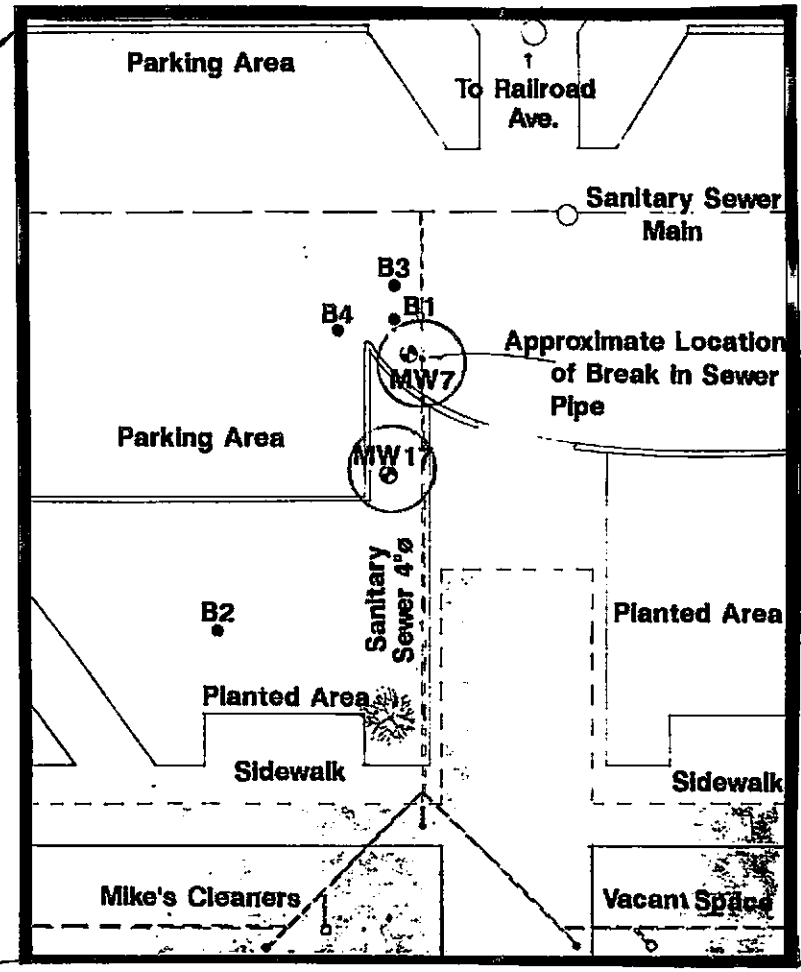 Parking Area
To Railroad
Ave.
Sanitary Sewer
Main
B3
B4
B1
Approximate Location
of Break in Sewer
Pipe
MW7
Parking Area
MW17
Sanitary
Sewer 4"ø
B2
Planted Area
Planted Area
Sidewalk
Sidewalk
Mike's Cleaners
Vacant Space